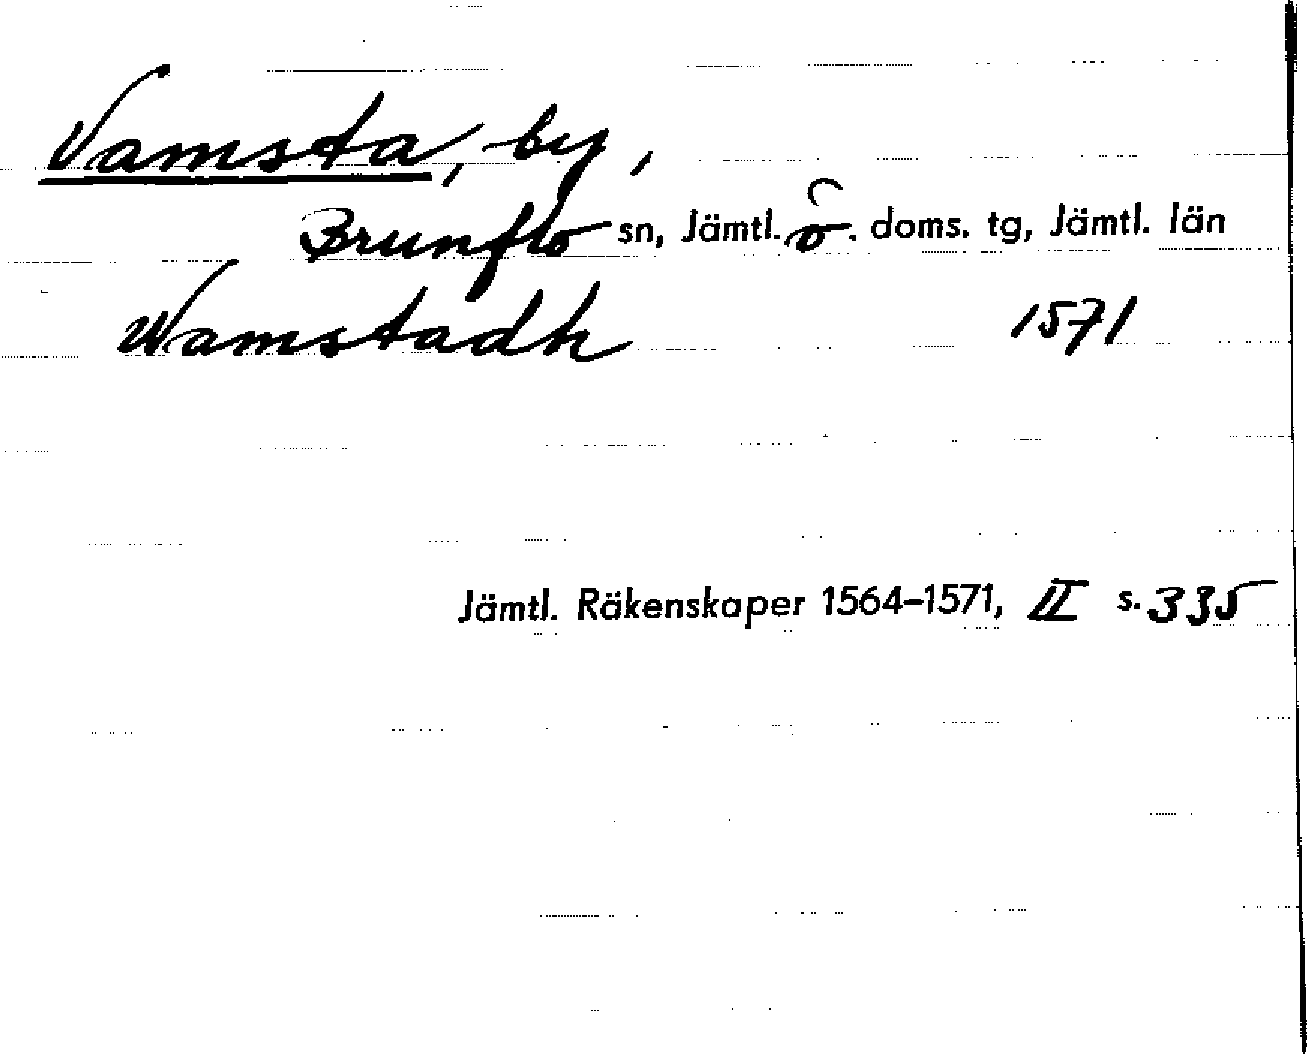 Vamsta, by,
Brunflo sn, Jämtl. ö. doms. tg, Jämtl. län
Wamstadh 1571
Jämtl. Räkenskaper 1564–1571, II s. 335